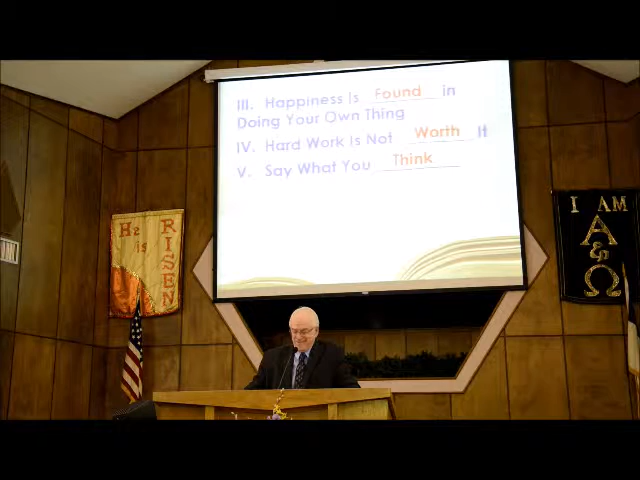 III. Happiness Is Found in
Doing Your Own Thing
IV. Hard Work Is Not Worth It
V. Say What You Think
He
is
RISEN
I AM
Α
&
Ω